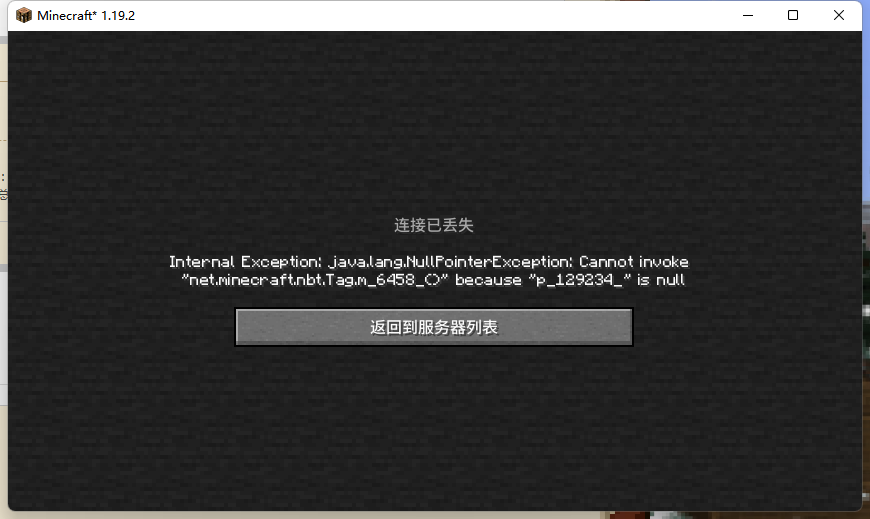 Minecraft* 1.19.2
连接已丢失
Internal Exception: java.lang.NullPointerException: Cannot invoke
"net.minecraft.nbt.Tag.m_6458_()" because "p_129234_" is null
返回到服务器列表